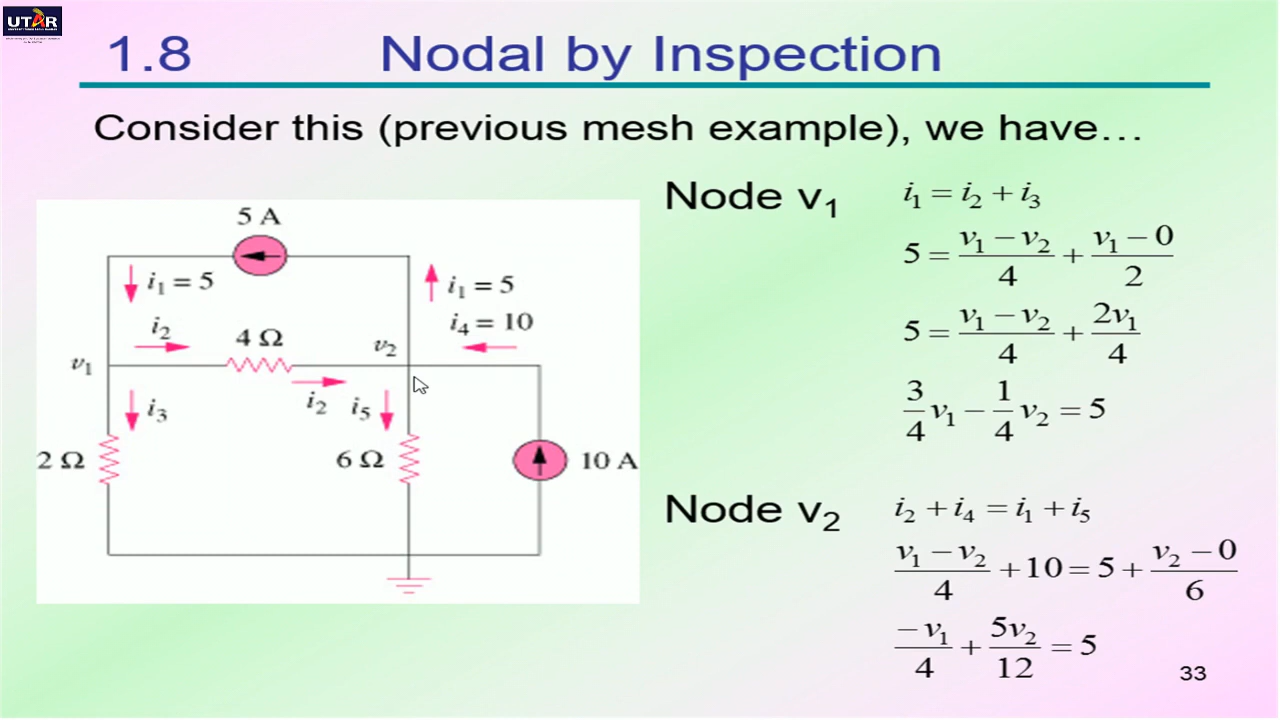 UTAR
1.8 Nodal by Inspection
Consider this (previous mesh example), we have…
5 A
i₁ = 5
i₂
4 Ω
v₁
v₂
i₁ = 5
i₄ = 10
i₃
i₂
i₅
2 Ω
6 Ω
10 A
Node v₁
i₁ = i₂ + i₃
5 = (v₁ − v₂)/4 + (v₁ − 0)/2
5 = (v₁ − v₂)/4 + 2v₁/4
3/4 v₁ − 1/4 v₂ = 5
Node v₂
i₂ + i₄ = i₁ + i₅
(v₁ − v₂)/4 + 10 = 5 + (v₂ − 0)/6
−v₁/4 + 5v₂/12 = 5
33